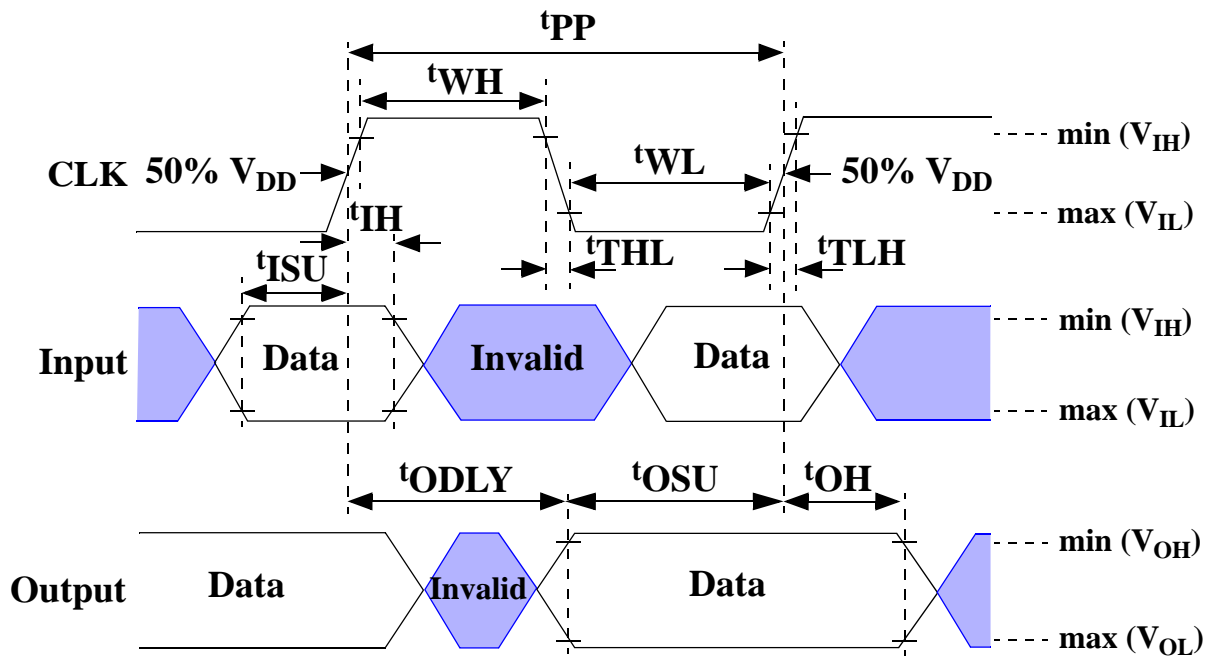 tPP
tWH
min (VIH)
CLK 50% VDD
tWL
50% VDD
max (VIL)
tIH
tTHL
tTLH
tISU
min (VIH)
Input
Data
Invalid
Data
max (VIL)
tODLY
tOSU
tOH
min (VOH)
Output
Data
Invalid
Data
max (VOL)